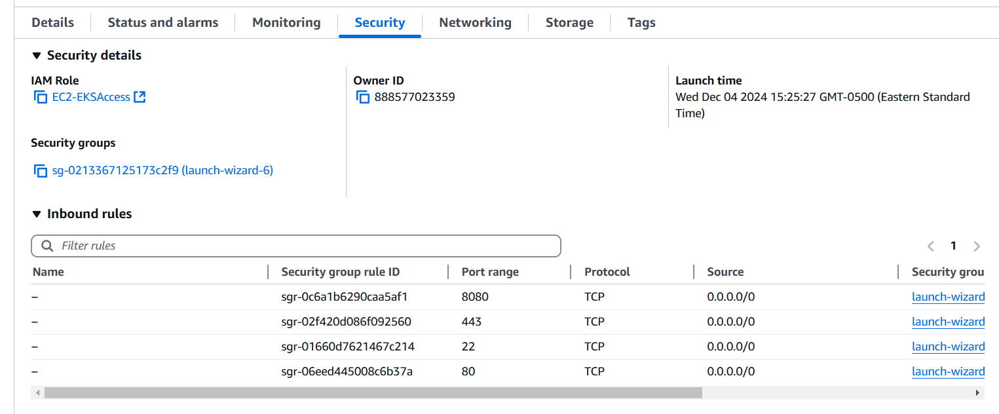 Details Status and alarms Monitoring Security Networking Storage Tags
Security details
IAM Role
EC2-EKSAccess
Owner ID
888577023359
Launch time
Wed Dec 04 2024 15:25:27 GMT-0500 (Eastern Standard
Time)
Security groups
sg-0213367125173c2f9 (launch-wizard-6)
Inbound rules
Filter rules
1
Name Security group rule ID Port range Protocol Source Security grou
– sgr-0c6a1b6290caa5af1 8080 TCP 0.0.0.0/0 launch-wizard
– sgr-02f420d086f092560 443 TCP 0.0.0.0/0 launch-wizard
– sgr-01660d7621467c214 22 TCP 0.0.0.0/0 launch-wizard
– sgr-06eed445008c6b37a 80 TCP 0.0.0.0/0 launch-wizard